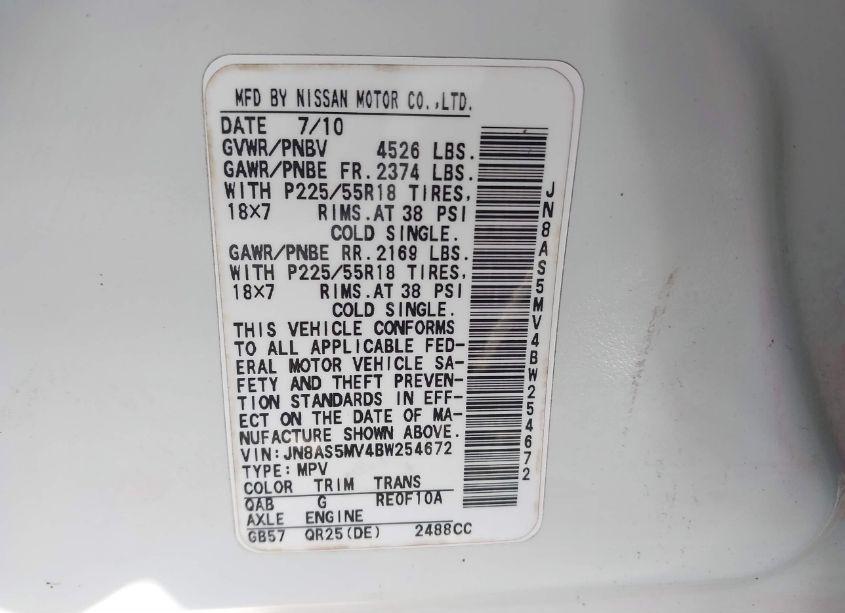 MFD BY NISSAN MOTOR CO.,LTD.
DATE 7/10
GVWR/PNBV 4526 LBS.
GAWR/PNBE FR. 2374 LBS.
WITH P225/55R18 TIRES,
18X7 RIMS. AT 38 PSI
COLD SINGLE.
GAWR/PNBE RR. 2169 LBS.
WITH P225/55R18 TIRES,
18X7 RIMS. AT 38 PSI
COLD SINGLE.
THIS VEHICLE CONFORMS
TO ALL APPLICABLE FED-
ERAL MOTOR VEHICLE SA-
FETY AND THEFT PREVEN-
TION STANDARDS IN EFF-
ECT ON THE DATE OF MA-
NUFACTURE SHOWN ABOVE.
VIN: JN8AS5MV4BW254672
TYPE: MPV
COLOR TRIM TRANS
QAB G RE0F10A
AXLE ENGINE
GB57 QR25(DE) 2488CC
JN8AS5MV4BW254672